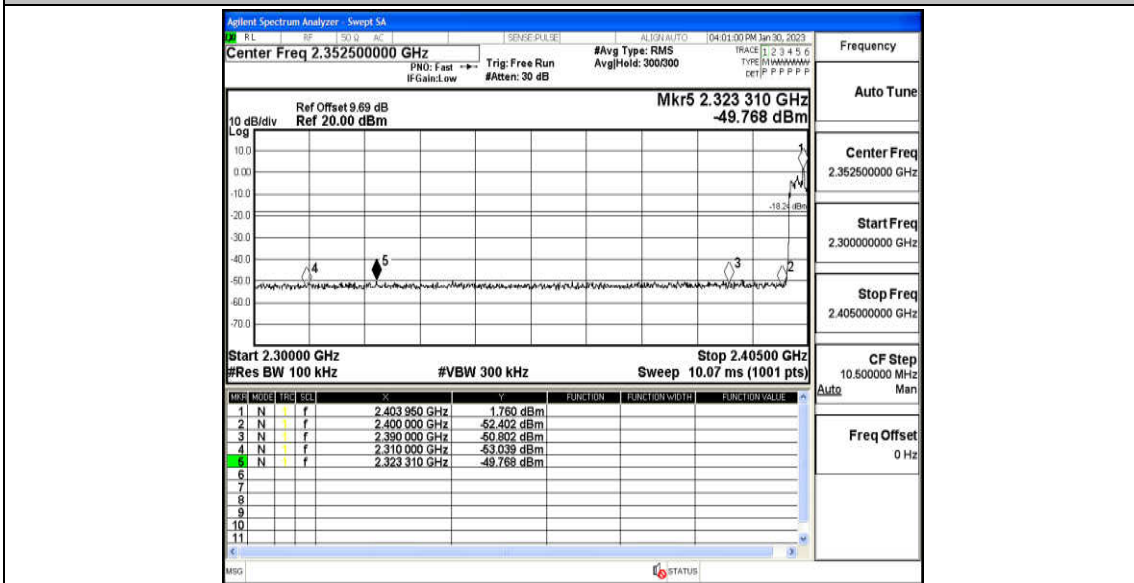 Agilent Spectrum Analyzer - Swept SA
RL RF 50 Ω AC SENSE:PULSE ALIGN AUTO 04:01:00 PM Jan 30, 2023
Center Freq 2.352500000 GHz
PNO: Fast
IFGain:Low
Trig: Free Run
#Atten: 30 dB
#Avg Type: RMS
Avg|Hold: 300/300
TRACE 1 2 3 4 5 6
TYPE M
DET P P P P P P
Ref Offset 9.69 dB
10 dB/div Ref 20.00 dBm
Log
Mkr5 2.323 310 GHz
-49.768 dBm
10.0
0.00
-10.0
-20.0
-30.0
-40.0
-50.0
-60.0
-70.0
1
-18.24 dBm
4
5
3
2
Start 2.30000 GHz Stop 2.40500 GHz
#Res BW 100 kHz #VBW 300 kHz Sweep 10.07 ms (1001 pts)
MKR MODE TRC SCL X Y FUNCTION FUNCTION WIDTH FUNCTION VALUE
1 N 1 f 2.403 950 GHz 1.760 dBm
2 N 1 f 2.400 000 GHz -52.402 dBm
3 N 1 f 2.390 000 GHz -50.802 dBm
4 N 1 f 2.310 000 GHz -53.039 dBm
5 N 1 f 2.323 310 GHz -49.768 dBm
6
7
8
9
10
11
MSG STATUS
Frequency
Auto Tune
Center Freq
2.352500000 GHz
Start Freq
2.300000000 GHz
Stop Freq
2.405000000 GHz
CF Step
10.500000 MHz
Auto Man
Freq Offset
0 Hz